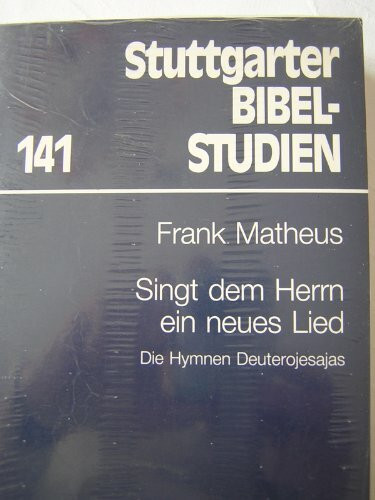 Stuttgarter
BIBEL-
141 STUDIEN
Frank Matheus
Singt dem Herrn
ein neues Lied
Die Hymnen Deuterojesajas